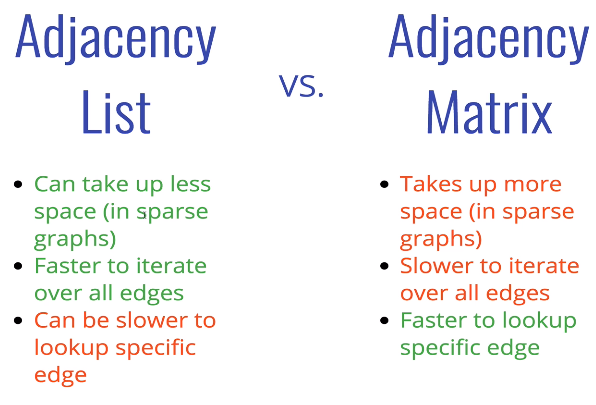 Adjacency
List
vs.
Adjacency
Matrix
• Can take up less
space (in sparse
graphs)
• Faster to iterate
over all edges
• Can be slower to
lookup specific
edge
• Takes up more
space (in sparse
graphs)
• Slower to iterate
over all edges
• Faster to lookup
specific edge